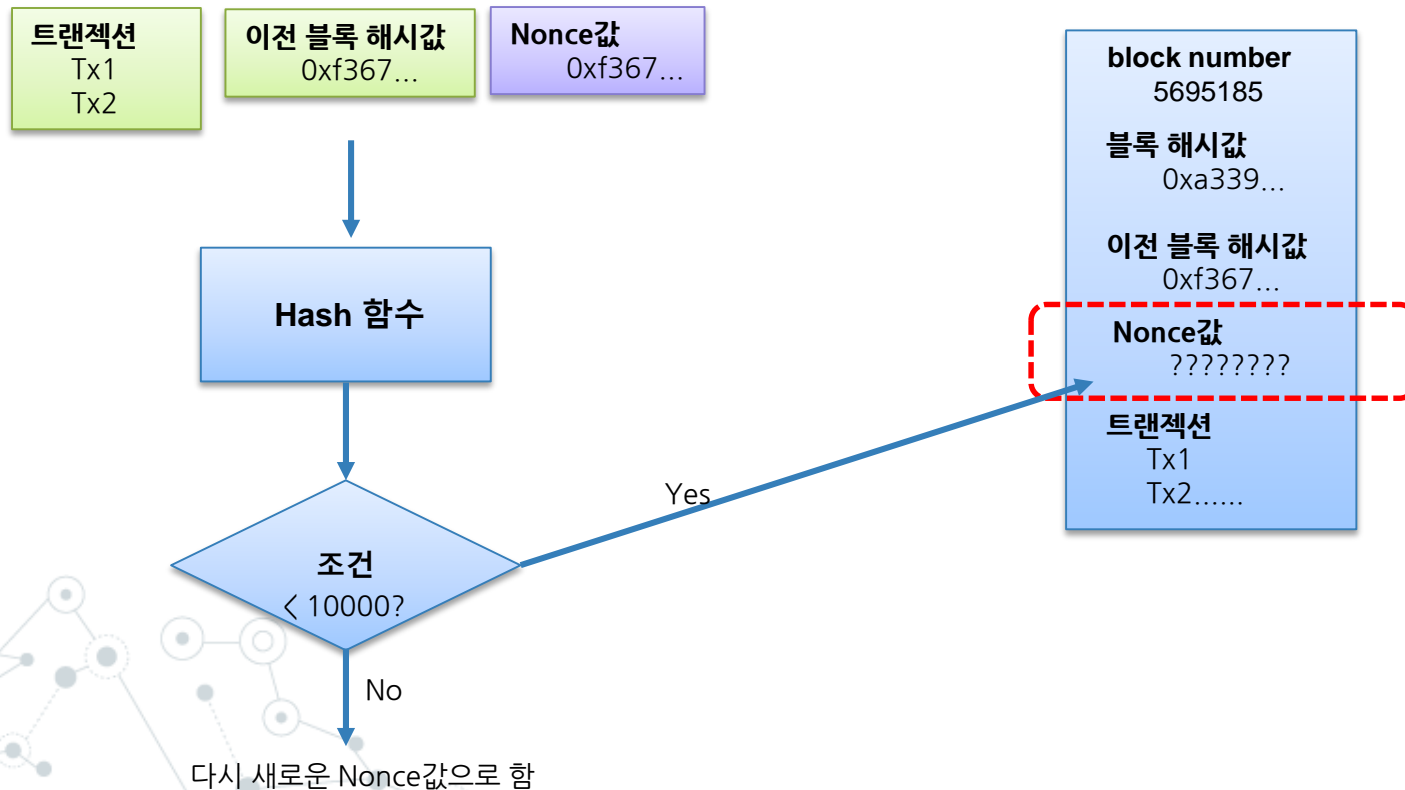 트랜젝션
Tx1
Tx2
이전 블록 해시값
0xf367...
Nonce값
0xf367...
Hash 함수
조건
< 10000?
Yes
No
다시 새로운 Nonce값으로 함
block number
5695185
블록 해시값
0xa339...
이전 블록 해시값
0xf367...
Nonce값
????????
트랜젝션
Tx1
Tx2......